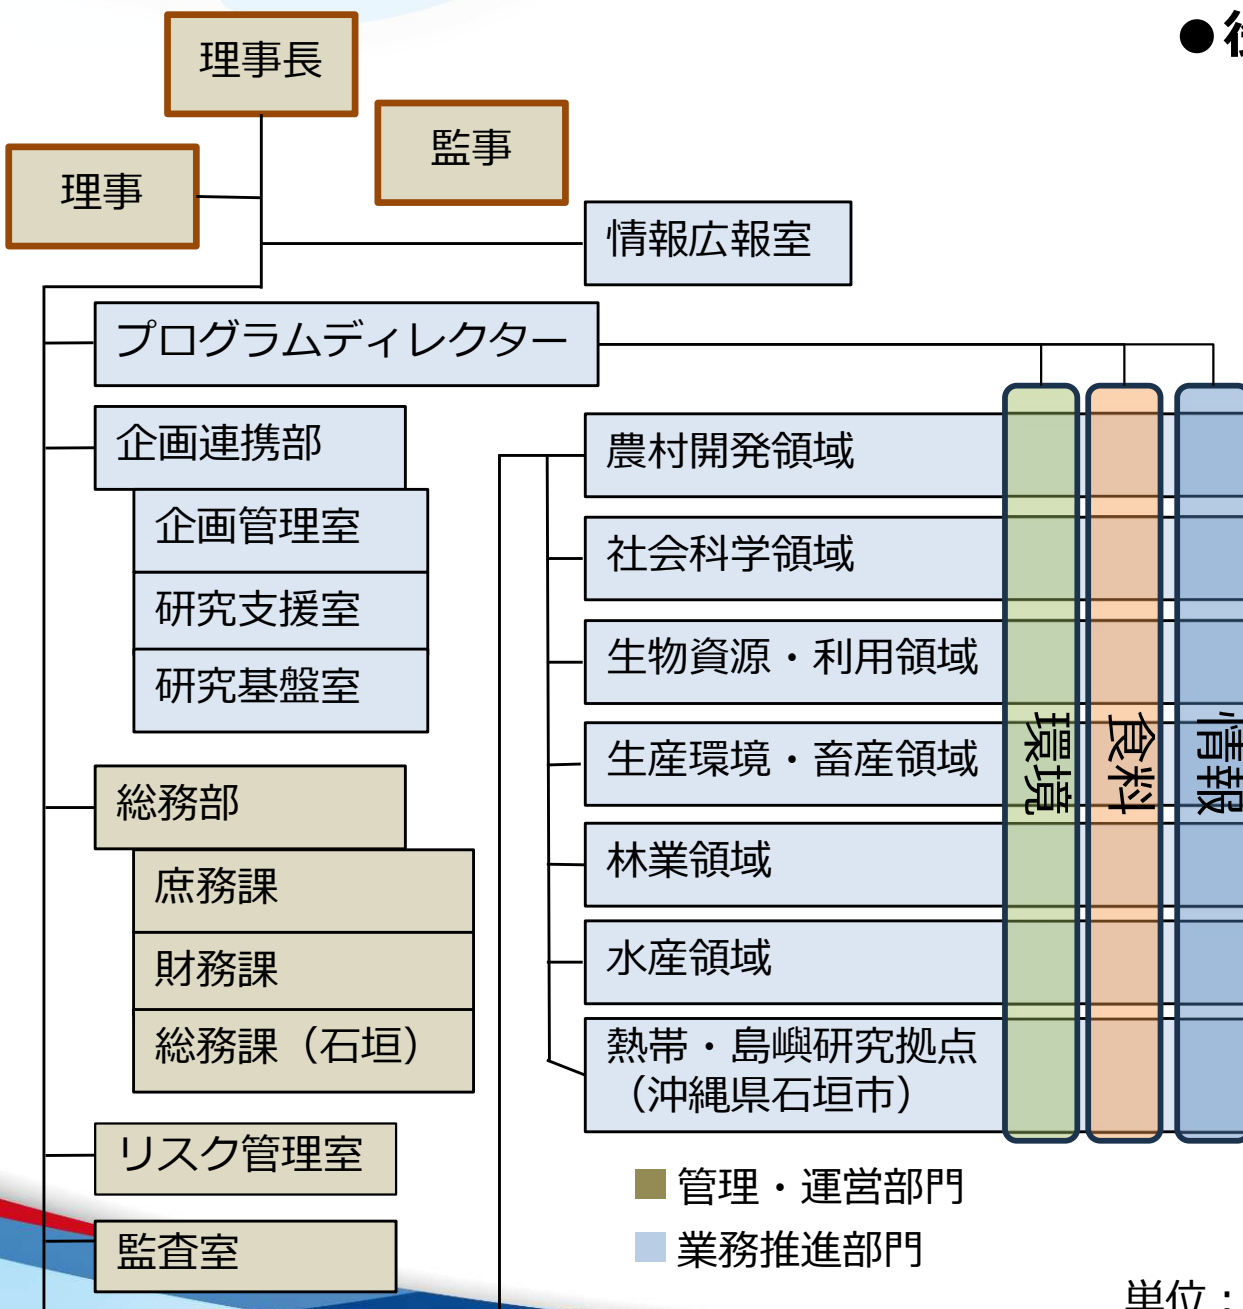 理事長
監事
理事
情報広報室
プログラムディレクター
企画連携部
企画管理室
研究支援室
研究基盤室
総務部
庶務課
財務課
総務課（石垣）
リスク管理室
監査室
農村開発領域
社会科学領域
生物資源・利用領域
生産環境・畜産領域
林業領域
水産領域
熱帯・島嶼研究拠点
（沖縄県石垣市）
環境
食料
情報
管理・運営部門
業務推進部門
単位：